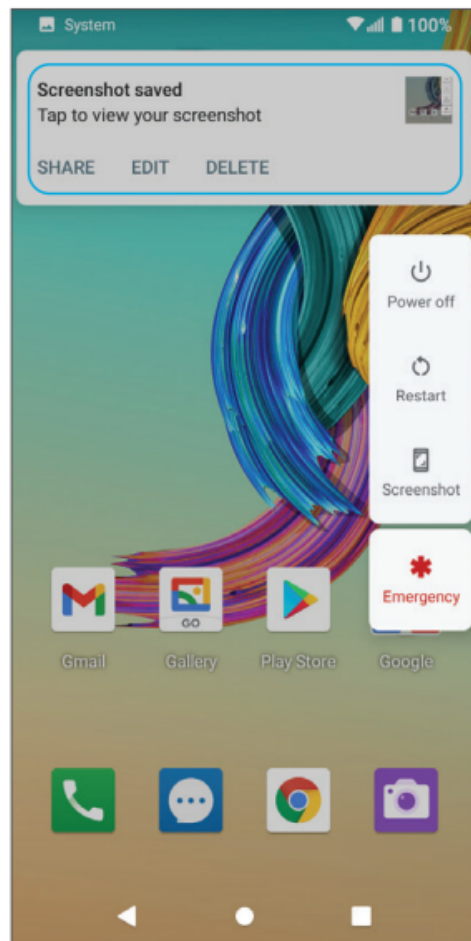 System 100%
Screenshot saved
Tap to view your screenshot
SHARE EDIT DELETE
Power off
Restart
Screenshot
Emergency
GO
Gmail Gallery Play Store Google